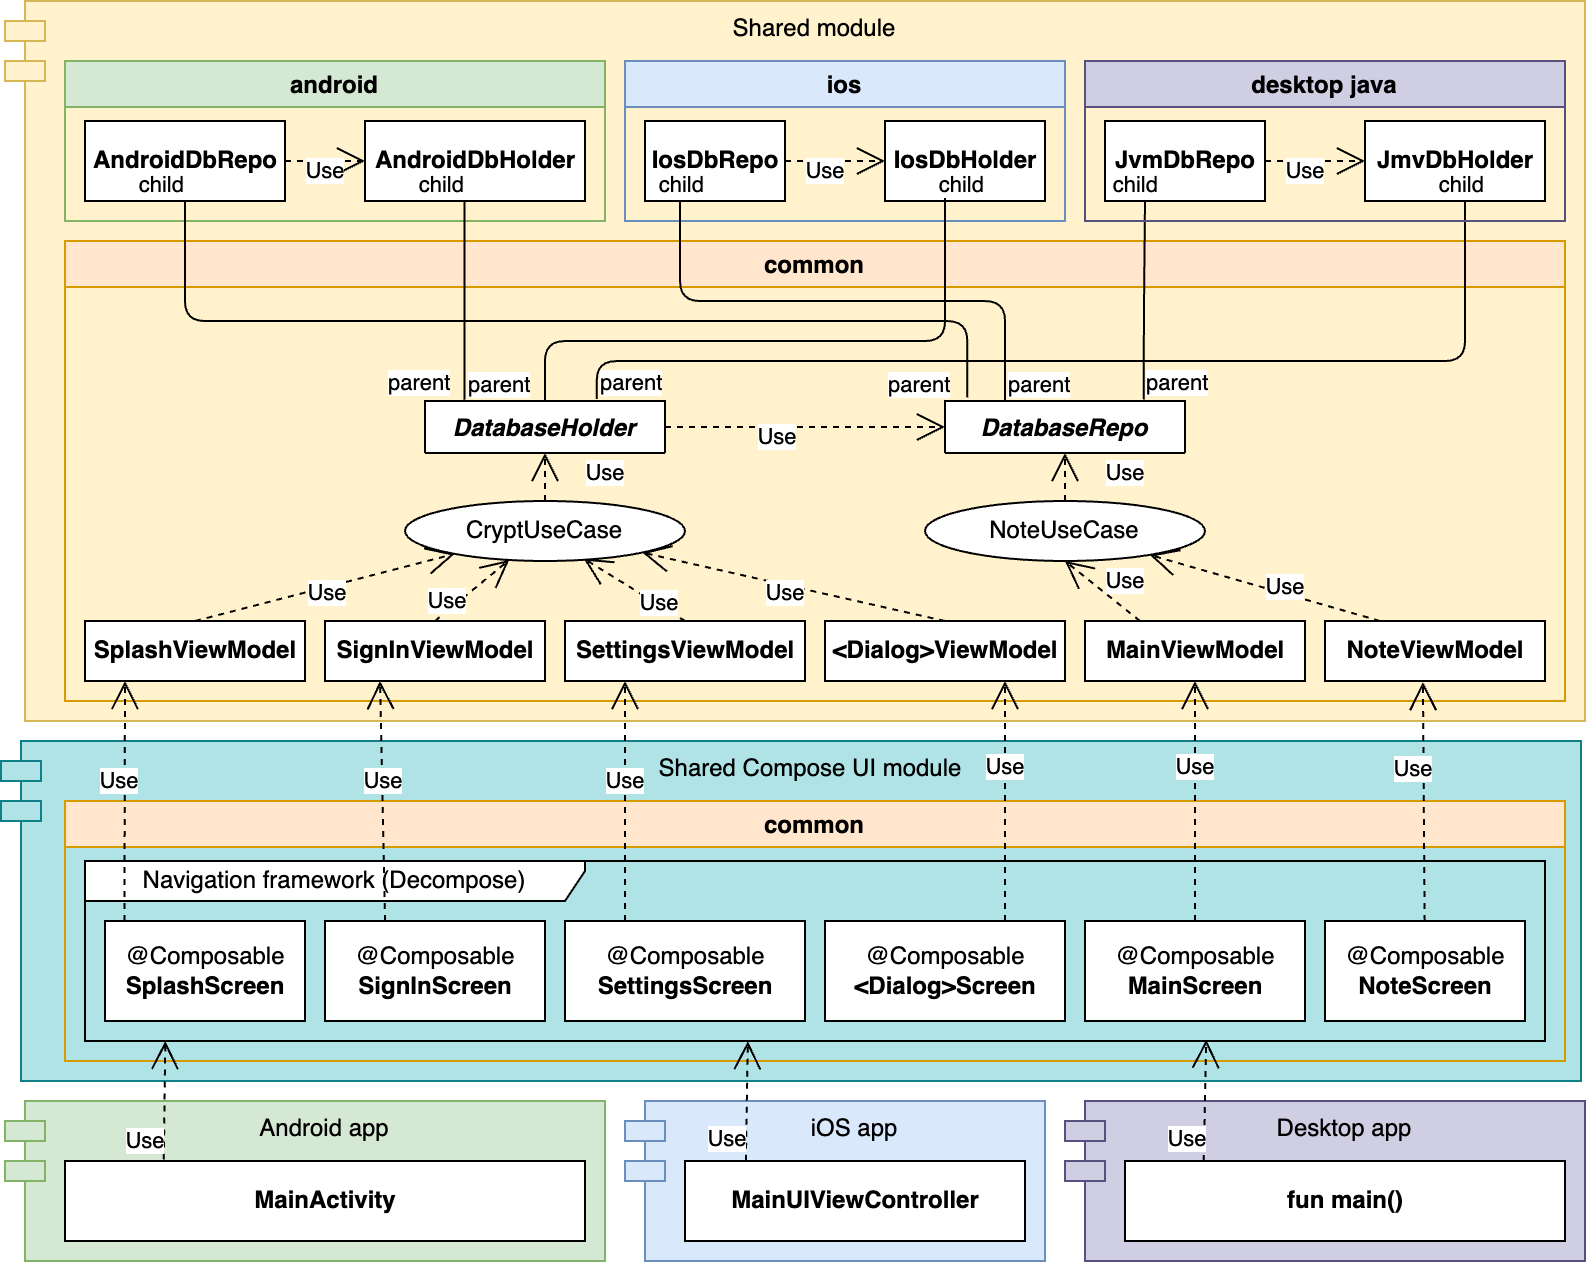 Shared module
android
ios
desktop java
AndroidDbRepo
child
Use
AndroidDbHolder
child
IosDbRepo
child
Use
IosDbHolder
child
JvmDbRepo
child
Use
JmvDbHolder
child
common
parent
parent
parent
parent
parent
parent
DatabaseHolder
Use
DatabaseRepo
Use
Use
CryptUseCase
NoteUseCase
Use
Use
Use
Use
Use
Use
SplashViewModel
SignInViewModel
SettingsViewModel
<Dialog>ViewModel
MainViewModel
NoteViewModel
Shared Compose UI module
Use
Use
Use
Use
Use
Use
common
Navigation framework (Decompose)
@Composable
SplashScreen
@Composable
SignInScreen
@Composable
SettingsScreen
@Composable
<Dialog>Screen
@Composable
MainScreen
@Composable
NoteScreen
Android app
Use
MainActivity
iOS app
Use
MainUIViewController
Desktop app
Use
fun main()